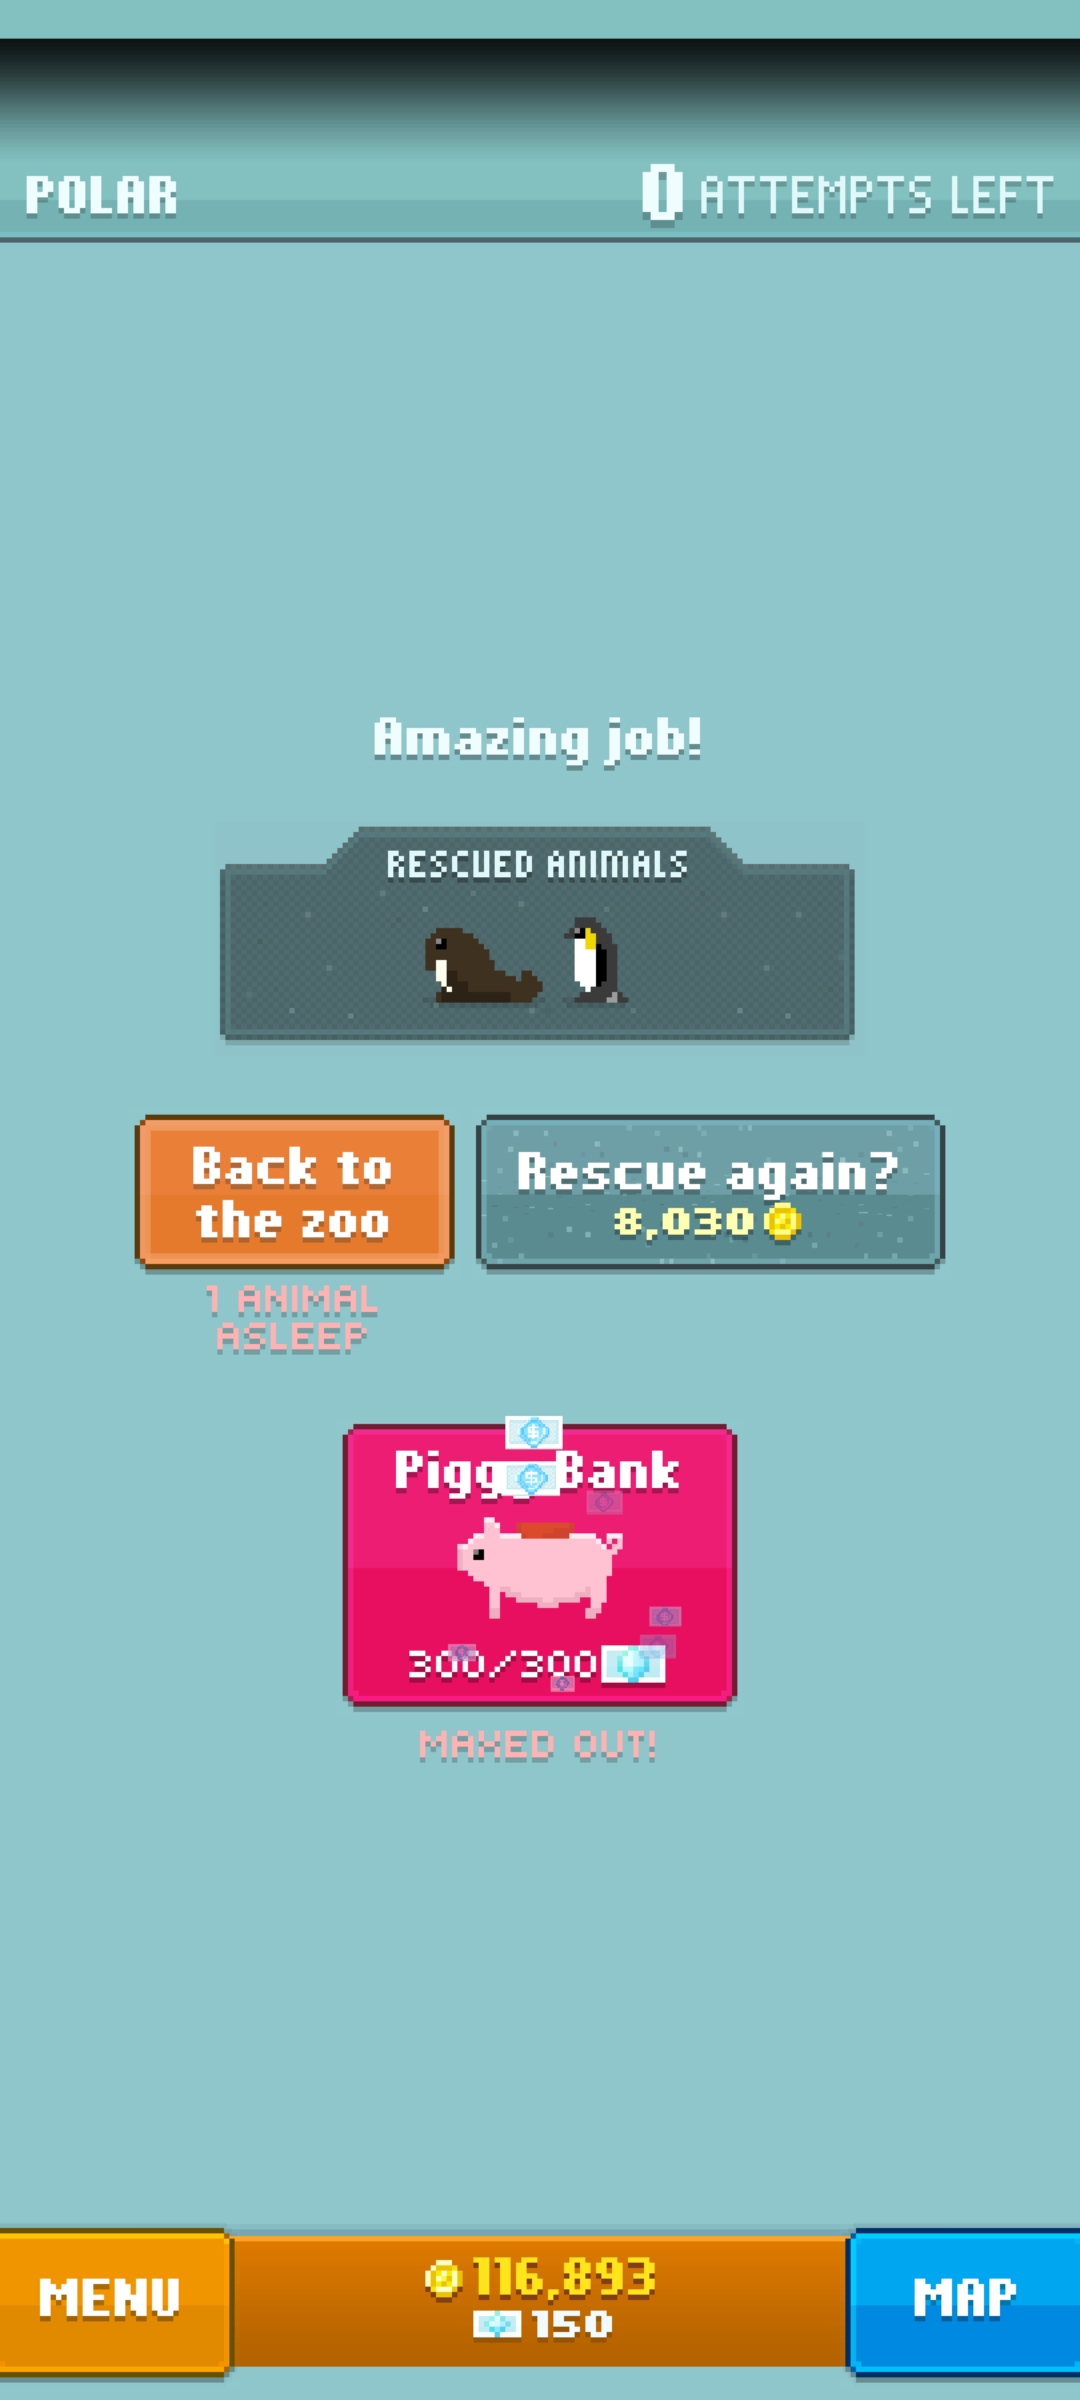 POLAR
0 ATTEMPTS LEFT
Amazing job!
RESCUED ANIMALS
Back to
the zoo
Rescue again?
8,030
1 ANIMAL
ASLEEP
Bank
300/300
MAXED OUT!
MENU
116,893
150
MAP